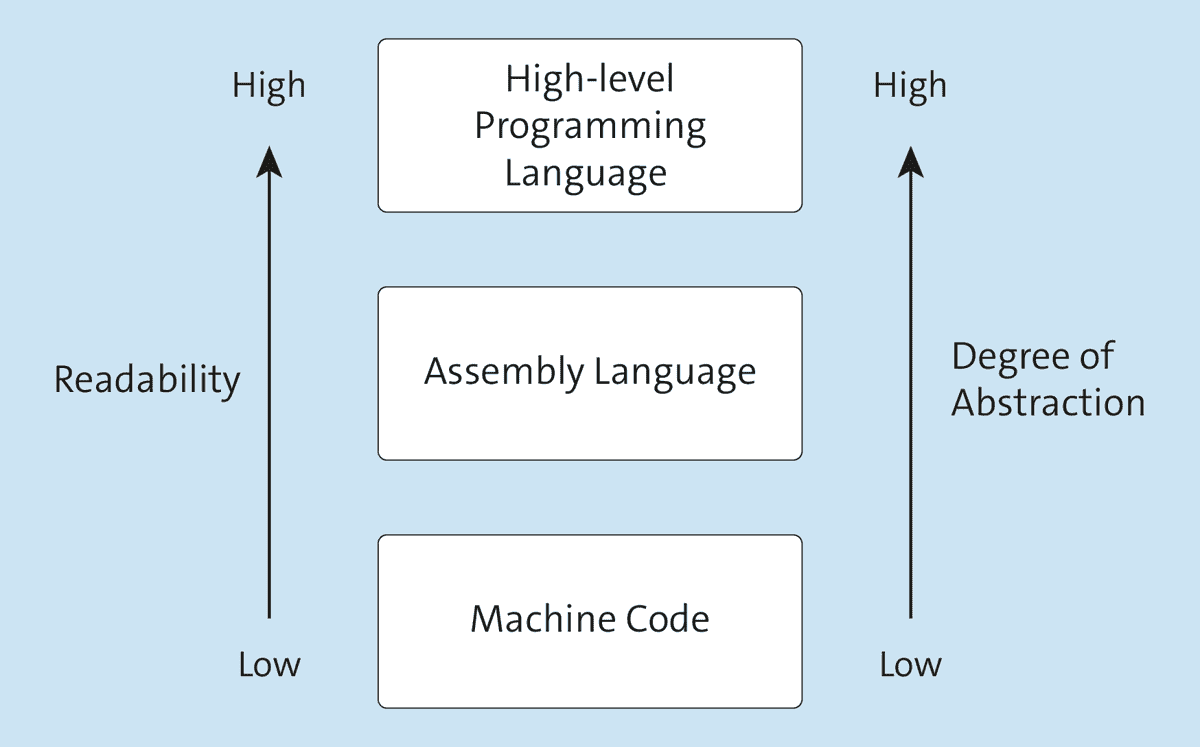 High
High-level
Programming
Language
High
Readability
Assembly Language
Degree of
Abstraction
Machine Code
Low
Low